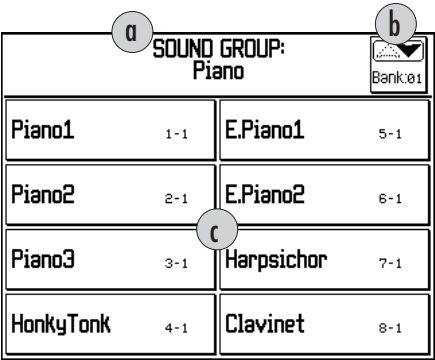 a
b
SOUND GROUP:
Piano
Bank:01
Piano1 1-1
E.Piano1 5-1
Piano2 2-1
E.Piano2 6-1
c
Piano3 3-1
Harpsichor 7-1
HonkyTonk 4-1
Clavinet 8-1